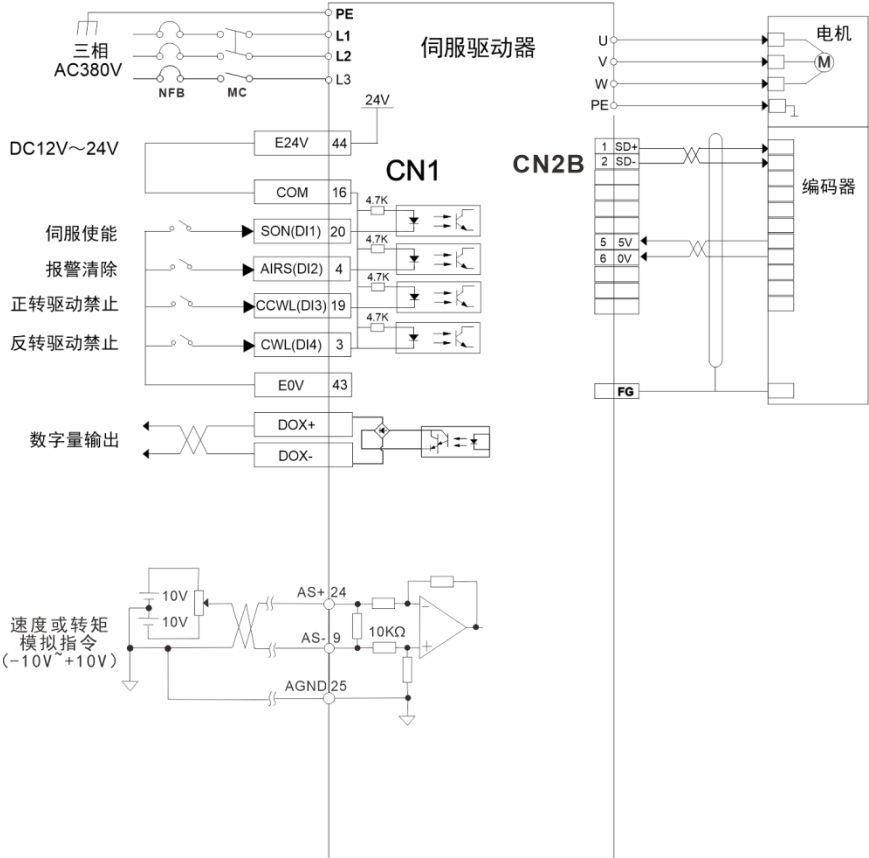 PE
L1
L2
L3
三相
AC380V
NFB
MC
伺服驱动器
U
V
W
PE
电机
M
24V
DC12V～24V
E24V 44
CN1
COM 16
4.7K
伺服使能
SON(DI1) 20
4.7K
报警清除
AIRS(DI2) 4
4.7K
正转驱动禁止
CCWL(DI3) 19
4.7K
反转驱动禁止
CWL(DI4) 3
E0V 43
CN2B
1 SD+
2 SD-
5 5V
6 0V
FG
编码器
数字量输出
DOX+
DOX-
10V
10V
速度或转矩
模拟指令
(-10V~+10V)
AS+ 24
AS- 9
10KΩ
AGND 25
−
+